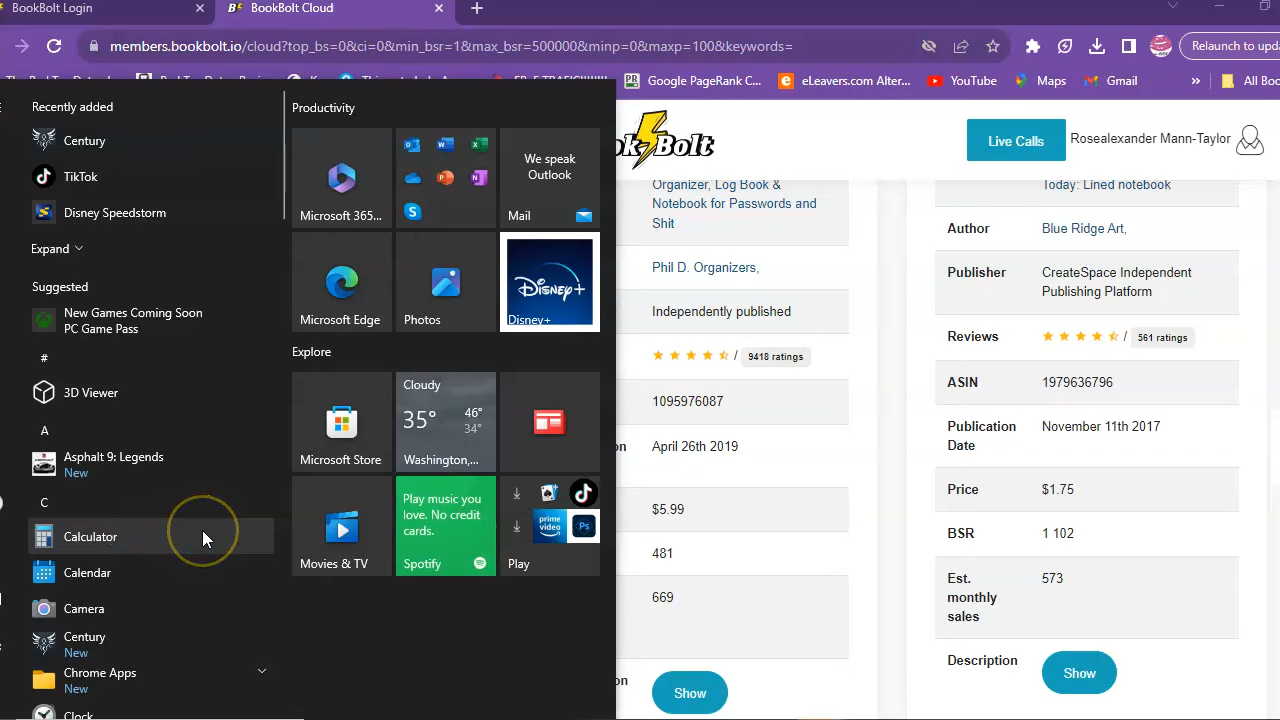 BookBolt Login
BookBolt Cloud
members.bookbolt.io/cloud?top_bs=0&ci=0&min_bsr=1&max_bsr=500000&minp=0&maxp=100&keywords=
Relaunch to upda
Google PageRank C...
eLeavers.com Alter...
YouTube
Maps
Gmail
»
All Boo
Recently added
Century
TikTok
Disney Speedstorm
Expand
Suggested
New Games Coming Soon
PC Game Pass
#
3D Viewer
A
Asphalt 9: Legends
New
C
Calculator
Calendar
Camera
Century
New
Chrome Apps
New
Clock
Productivity
Microsoft 365...
We speak
Outlook
Mail
Microsoft Edge
Photos
Disney+
Disney+
Explore
Microsoft Store
Cloudy
35°
46°
34°
Washington,...
Movies & TV
Play music you
love. No credit
cards.
Spotify
prime
video
Ps
Play
ok Bolt
Live Calls
Rosealexander Mann-Taylor
Organizer, Log Book &
Notebook for Passwords and
Shit
Phil D. Organizers,
Independently published
/ 9418 ratings
1095976087
April 26th 2019
$5.99
481
669
Show
Today: Lined notebook
Author
Blue Ridge Art,
Publisher
CreateSpace Independent
Publishing Platform
Reviews
/ 561 ratings
ASIN
1979636796
Publication
Date
November 11th 2017
Price
$1.75
BSR
1 102
Est.
monthly
sales
573
Description
Show